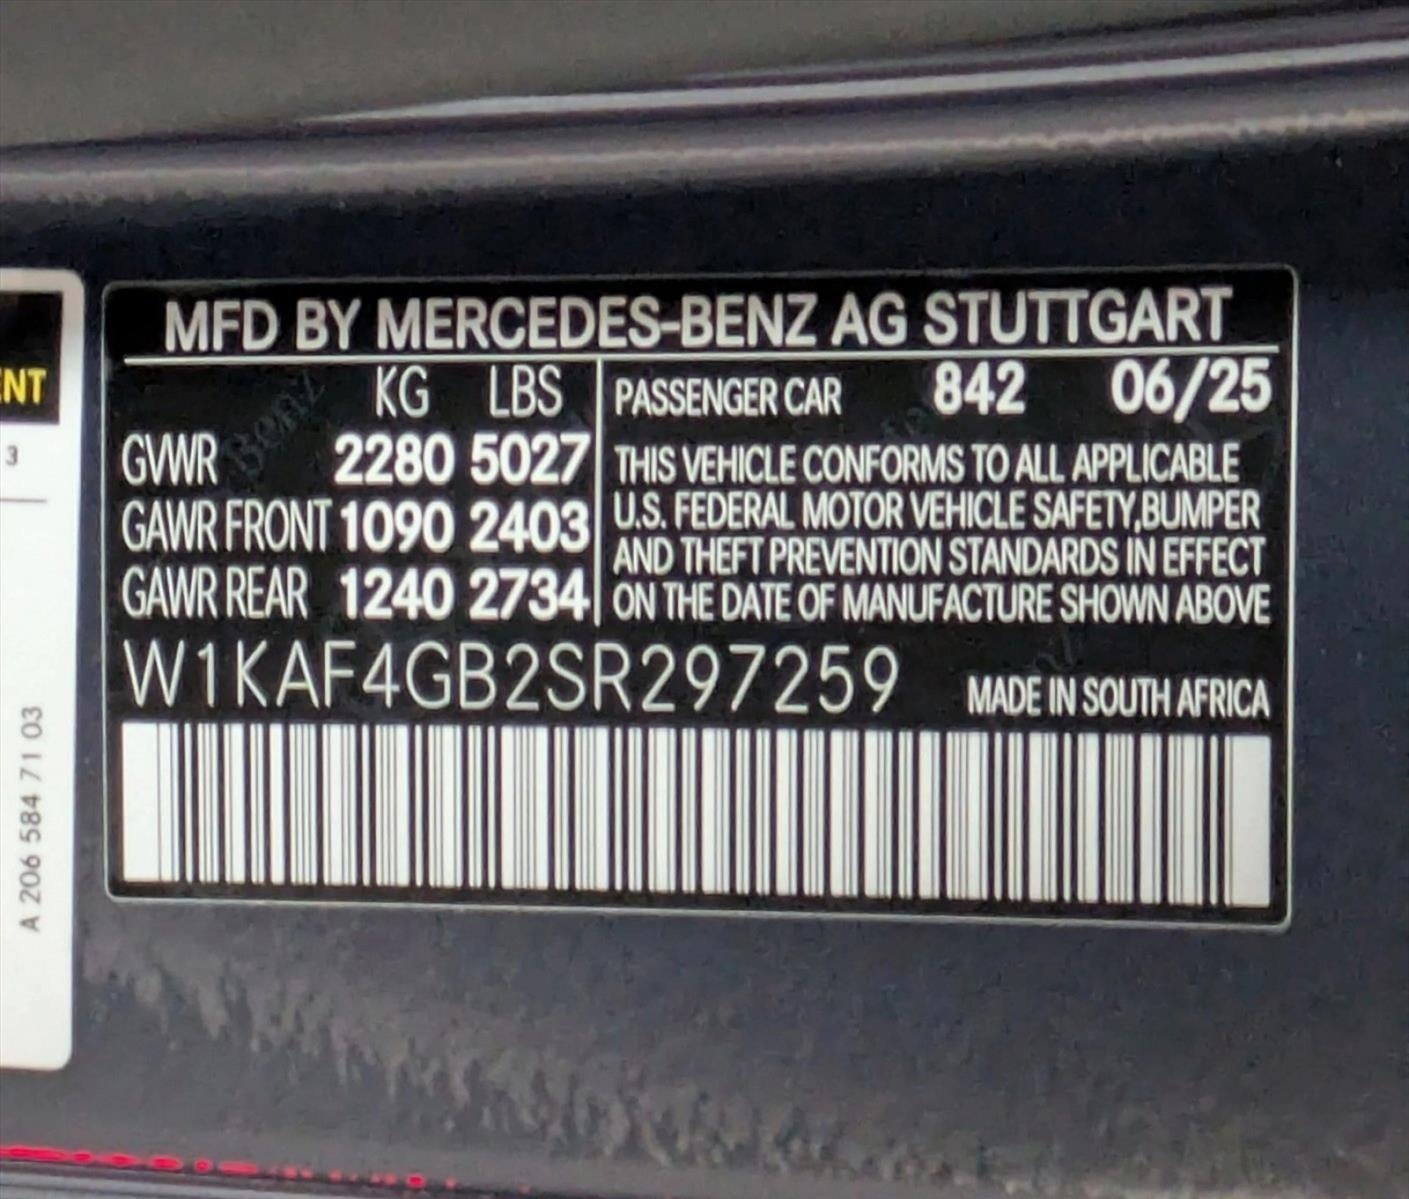 MFD BY MERCEDES-BENZ AG STUTTGART
KG LBS
GVWR 2280 5027
GAWR FRONT 1090 2403
GAWR REAR 1240 2734
PASSENGER CAR 842 06/25
THIS VEHICLE CONFORMS TO ALL APPLICABLE
U.S. FEDERAL MOTOR VEHICLE SAFETY,BUMPER
AND THEFT PREVENTION STANDARDS IN EFFECT
ON THE DATE OF MANUFACTURE SHOWN ABOVE
W1KAF4GB2SR297259
MADE IN SOUTH AFRICA
ENT
3
A 206 584 71 03
Benz